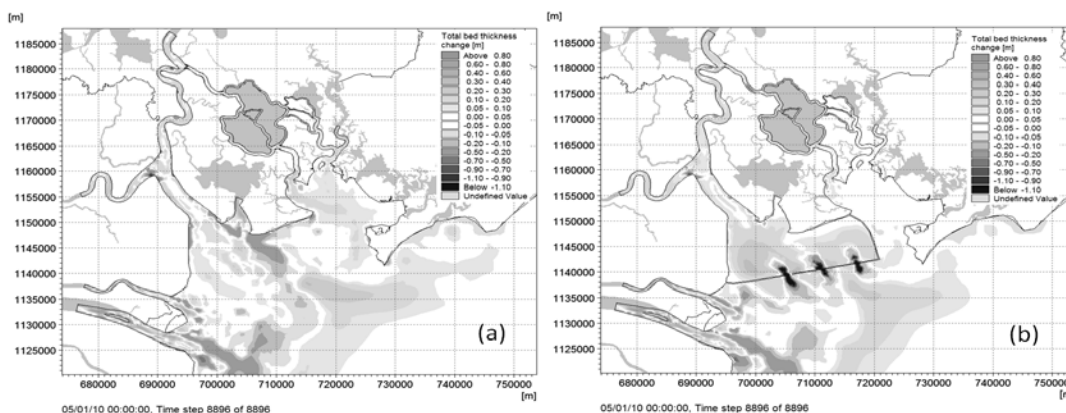 [m]
1185000
1180000
1175000
1170000
1165000
1160000
1155000
1150000
1145000
1140000
1135000
1130000
1125000
680000 690000 700000 710000 720000 730000 740000 750000
[m]
Total bed thickness
change [m]
Above 0.80
0.60 - 0.80
0.40 - 0.60
0.30 - 0.40
0.20 - 0.30
0.10 - 0.20
0.05 - 0.10
0.00 - 0.05
-0.05 - 0.00
-0.10 - -0.05
-0.20 - -0.10
-0.50 - -0.20
-0.70 - -0.50
-0.90 - -0.70
-1.10 - -0.90
Below -1.10
Undefined Value
(a)
05/01/10 00:00:00, Time step 8896 of 8896
[m]
1185000
1180000
1175000
1170000
1165000
1160000
1155000
1150000
1145000
1140000
1135000
1130000
1125000
680000 690000 700000 710000 720000 730000 740000 750000
[m]
Total bed thickness
change [m]
Above 0.80
0.60 - 0.80
0.40 - 0.60
0.30 - 0.40
0.20 - 0.30
0.10 - 0.20
0.05 - 0.10
0.00 - 0.05
-0.05 - 0.00
-0.10 - -0.05
-0.20 - -0.10
-0.50 - -0.20
-0.70 - -0.50
-0.90 - -0.70
-1.10 - -0.90
Below -1.10
Undefined Value
(b)
05/01/10 00:00:00, Time step 8896 of 8896